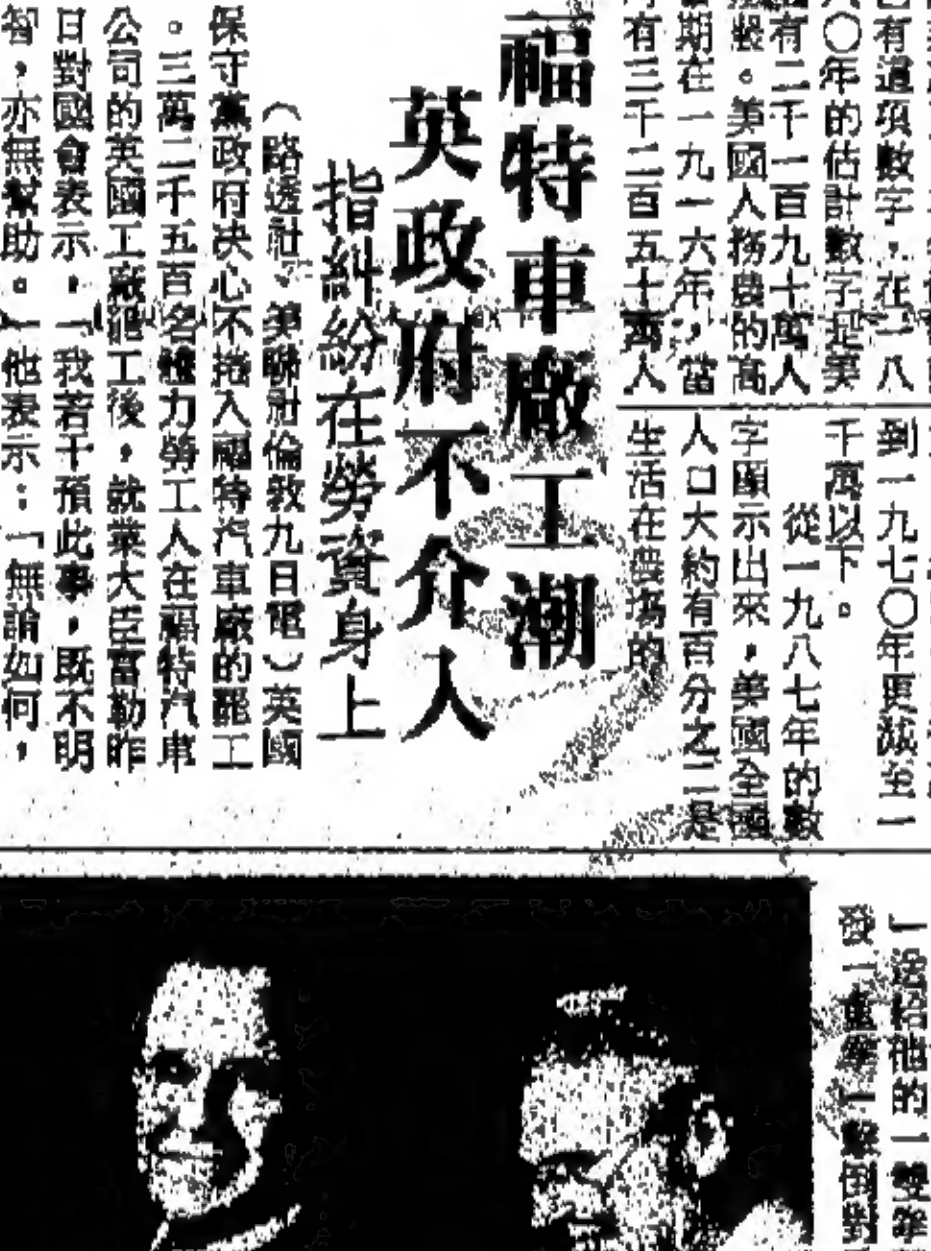 有道項數字,在一八
〇年的估計數字是美
有二千一百九十萬人
。美國人務農的高
期在一九一六年,當
有三千二百五十萬人
到一九七〇年更減至一
千萬以下。
從一九八七年的數
字顯示出來,美國全國
人口大約有百分之二是
生活在農場的
福特車廠工潮
英政府不介入
指糾紛在勞資身上
(路透社、美聯社倫敦九日電)英國
保守黨政府决心不捲入福特汽車廠的罷工
。三萬二千五百名體力勞工人在福特汽車
公司的英國工廠罷工後,就業大臣富勒昨
日對國會表示,「我若干預此事,既不明
智,亦無幫助。」他表示:「無論如何,
」送給他的一雙拳
發一重拳擊倒對